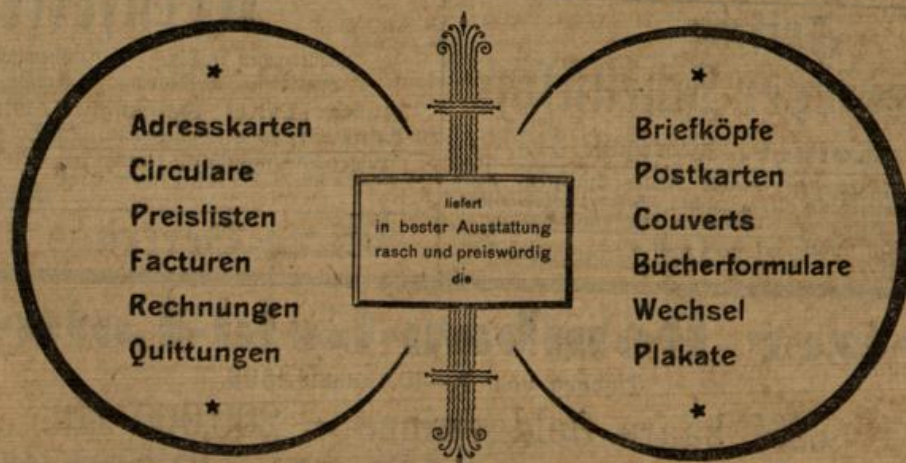 Adresskarten
Circulare
Preislisten
Facturen
Rechnungen
Quittungen
liefert
in bester Ausstattung
rasch und preiswürdig
die
Briefköpfe
Postkarten
Couverts
Bücherformulare
Wechsel
Plakate